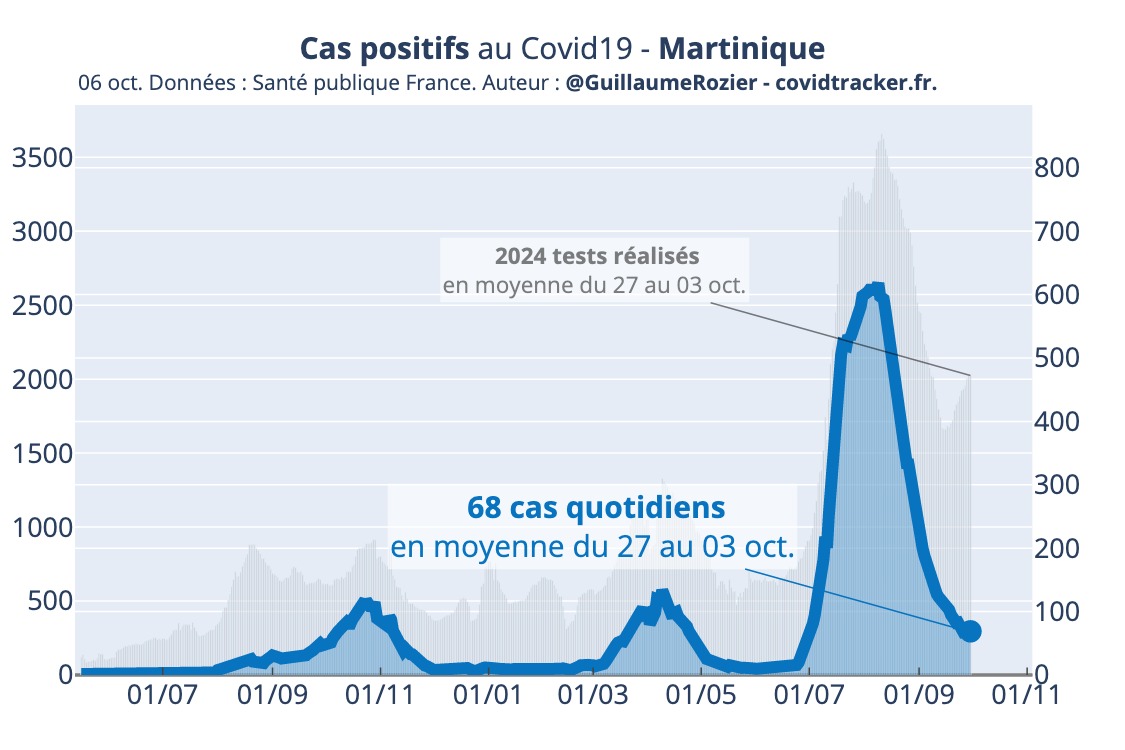 Cas positifs au Covid19 - Martinique
06 oct. Données : Santé publique France. Auteur : @GuillaumeRozier - covidtracker.fr.
3500
3000
2500
2000
1500
1000
500
0
800
700
600
500
400
300
200
100
0
2024 tests réalisés
en moyenne du 27 au 03 oct.
68 cas quotidiens
en moyenne du 27 au 03 oct.
01/07 01/09 01/11 01/01 01/03 01/05 01/07 01/09 01/11